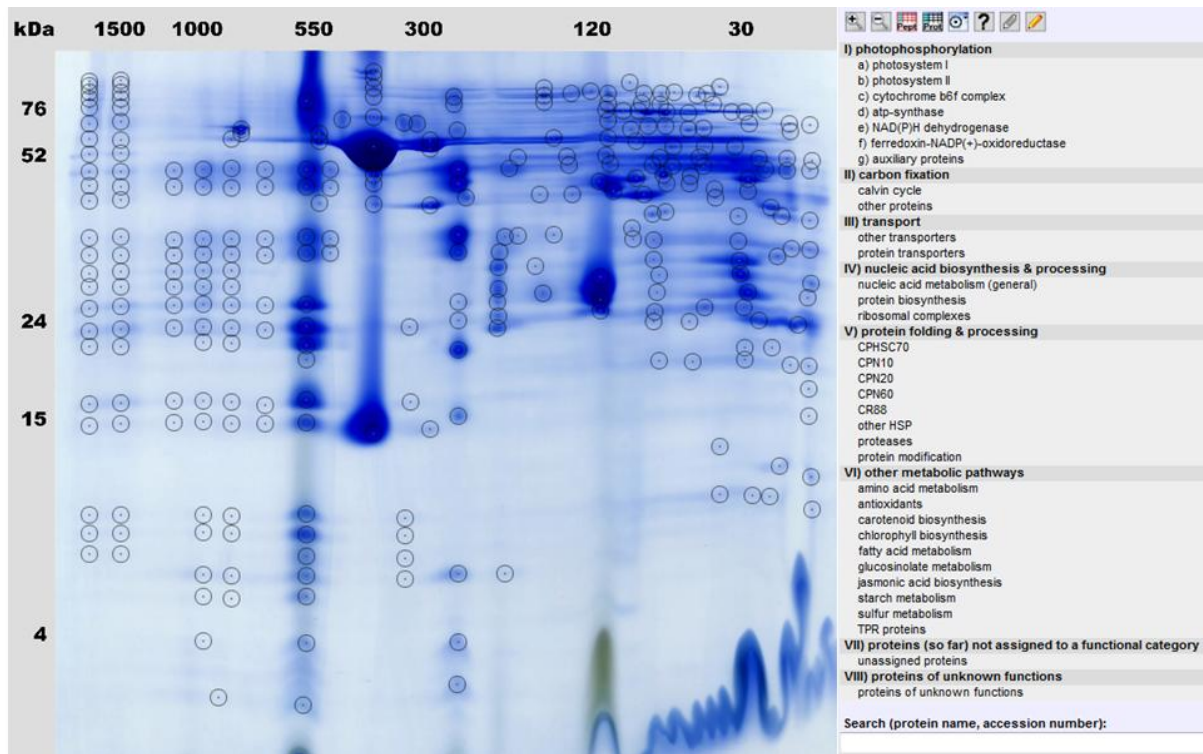 kDa 1500 1000 550 300 120 30
76
52
24
15
4
Pept Prot ?
I) photophosphorylation
a) photosystem I
b) photosystem II
c) cytochrome b6f complex
d) atp-synthase
e) NAD(P)H dehydrogenase
f) ferredoxin-NADP(+)-oxidoreductase
g) auxiliary proteins
II) carbon fixation
calvin cycle
other proteins
III) transport
other transporters
protein transporters
IV) nucleic acid biosynthesis & processing
nucleic acid metabolism (general)
protein biosynthesis
ribosomal complexes
V) protein folding & processing
CPHSC70
CPN10
CPN20
CPN60
CR88
other HSP
proteases
protein modification
VI) other metabolic pathways
amino acid metabolism
antioxidants
carotenoid biosynthesis
chlorophyll biosynthesis
fatty acid metabolism
glucosinolate metabolism
jasmonic acid biosynthesis
starch metabolism
sulfur metabolism
TPR proteins
VII) proteins (so far) not assigned to a functional category
unassigned proteins
VIII) proteins of unknown functions
proteins of unknown functions
Search (protein name, accession number):